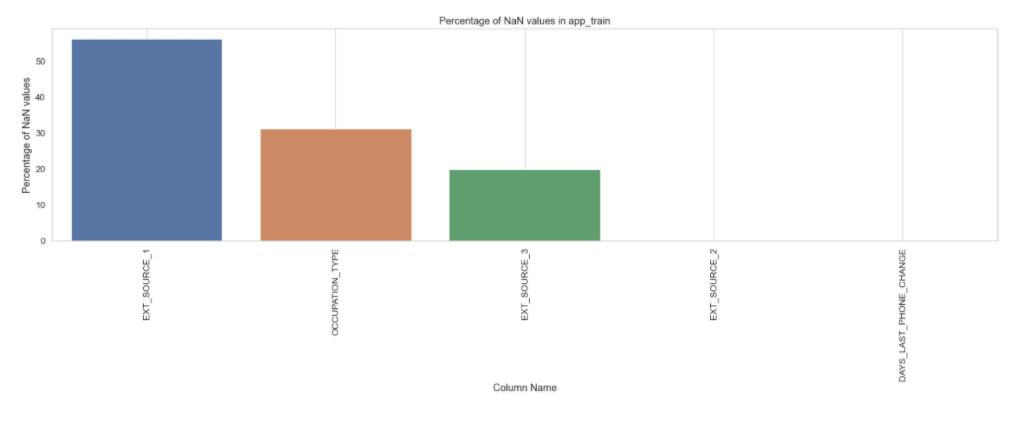 Percentage of NaN values in app_train
Percentage of NaN values
50
40
30
20
10
0
EXT_SOURCE_1
OCCUPATION_TYPE
EXT_SOURCE_3
EXT_SOURCE_2
DAYS_LAST_PHONE_CHANGE
Column Name